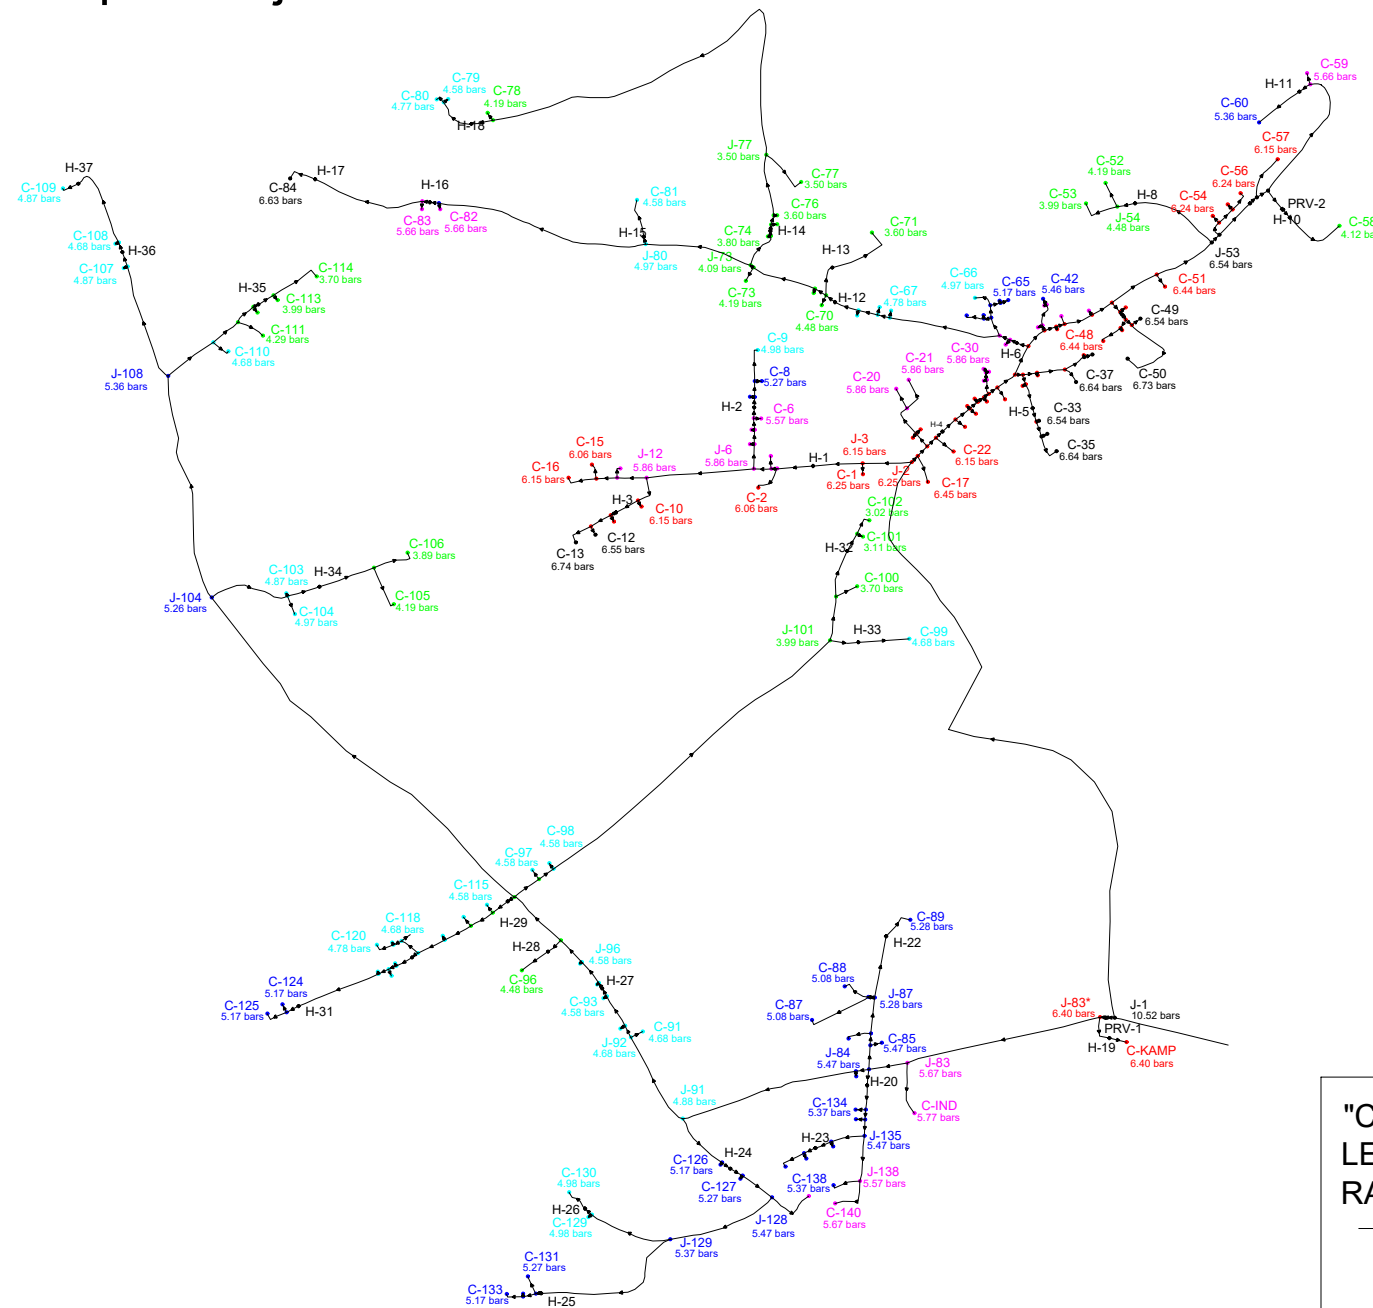 C-59
5.66 bars
H-11
C-79
4.58 bars
C-80
4.77 bars
C-78
4.19 bars
H-18
C-60
5.36 bars
C-57
6.15 bars
J-77
3.50 bars
H-37
C-109
4.87 bars
H-17
C-84
6.63 bars
H-16
C-83
5.66 bars
C-82
5.66 bars
C-81
4.58 bars
C-77
3.50 bars
C-52
4.19 bars
C-53
3.99 bars
H-8
J-54
4.48 bars
C-56
6.24 bars
C-54
6.24 bars
PRV-2
H-10
C-58
C-76
3.60 bars
C-74
3.80 bars
H-14
C-71
3.60 bars
H-13
J-53
6.54 bars
C-108
4.68 bars
H-36
C-107
4.87 bars
H-15
J-80
4.97 bars
J-73
4.09 bars
C-73
4.19 bars
C-114
3.70 bars
H-35
C-113
3.99 bars
C-111
4.29 bars
C-110
4.68 bars
H-12
C-70
4.48 bars
C-67
4.78 bars
C-66
4.97 bars
C-65
5.17 bars
C-42
5.46 bars
C-51
6.44 bars
C-49
6.54 bars
C-48
6.44 bars
C-50
6.73 bars
H-6
C-30
5.86 bars
C-37
6.64 bars
C-9
4.98 bars
C-8
5.27 bars
C-21
5.86 bars
C-20
5.86 bars
J-108
5.36 bars
H-2
C-6
5.57 bars
H-5
C-33
6.54 bars
C-35
6.64 bars
H-4
C-22
6.15 bars
J-3
6.15 bars
C-15
6.06 bars
C-16
6.15 bars
J-12
5.86 bars
J-6
5.86 bars
H-1
C-1
6.25 bars
J-2
6.25 bars
C-17
6.45 bars
C-2
6.06 bars
H-3
C-10
6.15 bars
C-12
6.55 bars
C-13
6.74 bars
C-102
3.02 bars
C-101
3.11 bars
H-32
C-106
3.89 bars
C-103
4.87 bars
H-34
C-105
4.19 bars
C-104
4.97 bars
J-104
5.26 bars
C-100
3.70 bars
J-101
3.99 bars
H-33
C-99
4.68 bars
C-98
4.58 bars
C-97
4.58 bars
C-115
4.58 bars
H-29
C-118
4.68 bars
C-120
4.78 bars
H-28
C-96
4.48 bars
J-96
4.58 bars
H-27
C-93
4.58 bars
C-124
5.17 bars
C-125
5.17 bars
H-31
C-89
5.28 bars
H-22
C-88
5.08 bars
C-87
5.08 bars
J-87
5.28 bars
C-91
4.68 bars
J-92
4.68 bars
C-85
5.47 bars
J-84
5.47 bars
H-20
J-83*
6.40 bars
J-1
10.52 bars
PRV-1
H-19
C-KAMP
6.40 bars
J-83
5.67 bars
J-91
4.88 bars
C-IND
5.77 bars
C-134
5.37 bars
H-23
J-135
5.47 bars
H-24
C-126
5.17 bars
C-127
5.27 bars
C-138
5.37 bars
J-138
5.57 bars
C-140
5.67 bars
C-130
4.98 bars
H-26
C-129
4.98 bars
J-128
5.47 bars
J-129
5.37 bars
C-131
5.27 bars
C-133
5.17 bars
H-25